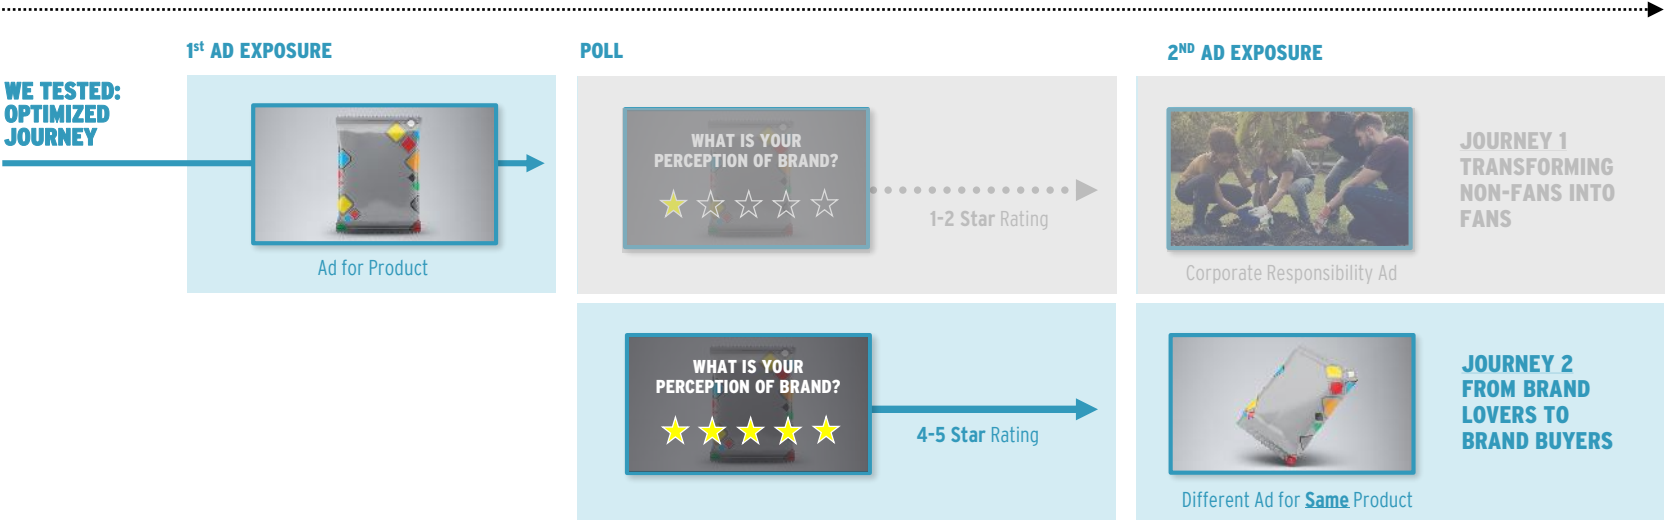 1st AD EXPOSURE
POLL
2ND AD EXPOSURE
WE TESTED:
OPTIMIZED
JOURNEY
Ad for Product
WHAT IS YOUR
PERCEPTION OF BRAND?
1-2 Star Rating
Corporate Responsibility Ad
JOURNEY 1
TRANSFORMING
NON-FANS INTO
FANS
WHAT IS YOUR
PERCEPTION OF BRAND?
4-5 Star Rating
Different Ad for Same Product
JOURNEY 2
FROM BRAND
LOVERS TO
BRAND BUYERS